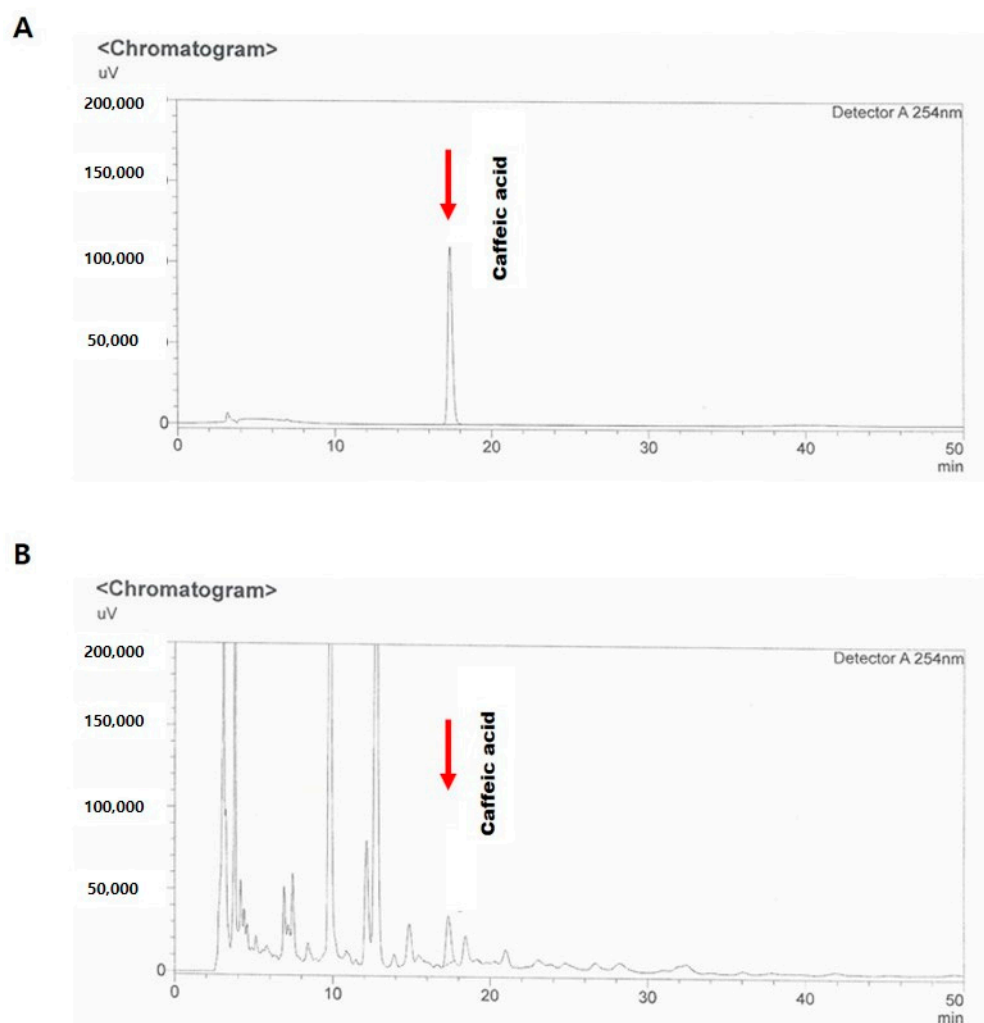 A
<Chromatogram>
uV
200,000
Detector A 254nm
150,000
Caffeic acid
100,000
50,000
0
0 10 20 30 40 50
min
B
<Chromatogram>
uV
200,000
Detector A 254nm
150,000
Caffeic acid
100,000
50,000
0
0 10 20 30 40 50
min